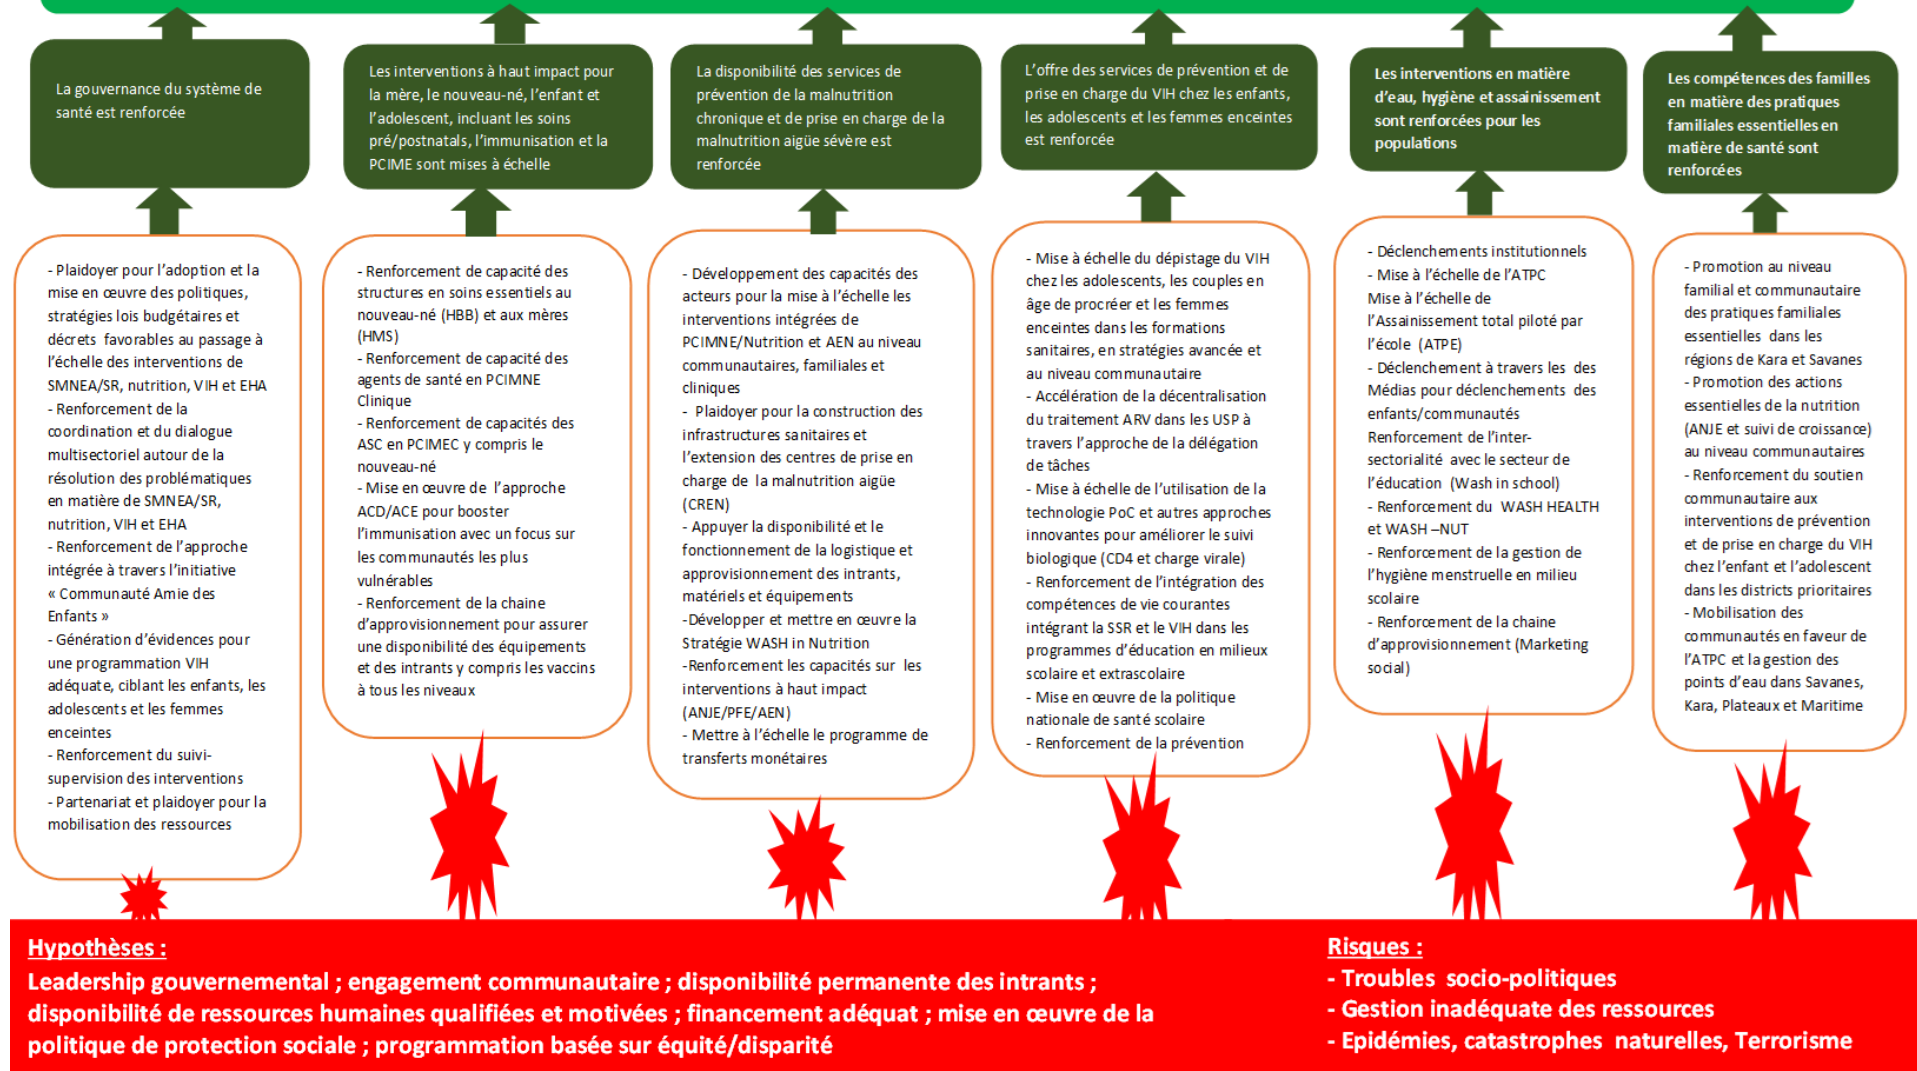 La gouvernance du système de
santé est renforcée
Les interventions à haut impact pour
la mère, le nouveau-né, l'enfant et
l'adolescent, incluant les soins
pré/postnatals, l'immunisation et la
PCIME sont mises à échelle
La disponibilité des services de
prévention de la malnutrition
chronique et de prise en charge de la
malnutrition aigüe sévère est
renforcée
L'offre des services de prévention et de
prise en charge du VIH chez les enfants,
les adolescents et les femmes enceintes
est renforcée
Les interventions en matière
d'eau, hygiène et assainissement
sont renforcées pour les
populations
Les compétences des familles
en matière des pratiques
familiales essentielles en
matière de santé sont
renforcées
- Plaidoyer pour l'adoption et la
mise en œuvre des politiques,
stratégies lois budgétaires et
décrets favorables au passage à
l'échelle des interventions de
SMNEA/SR, nutrition, VIH et EHA
- Renforcement de la
coordination et du dialogue
multisectoriel autour de la
résolution des problématiques
en matière de SMNEA/SR,
nutrition, VIH et EHA
- Renforcement de l'approche
intégrée à travers l'initiative
« Communauté Amie des
Enfants »
- Génération d'évidences pour
une programmation VIH
adéquate, ciblant les enfants, les
adolescents et les femmes
enceintes
- Renforcement du suivi-
supervision des interventions
- Partenariat et plaidoyer pour la
mobilisation des ressources
- Renforcement de capacité des
structures en soins essentiels au
nouveau-né (HBB) et aux mères
(HMS)
- Renforcement de capacité des
agents de santé en PCIMNE
Clinique
- Renforcement de capacités des
ASC en PCIMEC y compris le
nouveau-né
- Mise en œuvre de l'approche
ACD/ACE pour booster
l'immunisation avec un focus sur
les communautés les plus
vulnérables
- Renforcement de la chaine
d'approvisionnement pour assurer
une disponibilité des équipements
et des intrants y compris les vaccins
à tous les niveaux
- Développement des capacités des
acteurs pour la mise à l'échelle les
interventions intégrées de
PCIMNE/Nutrition et AEN au niveau
communautaires, familiales et
cliniques
- Plaidoyer pour la construction des
infrastructures sanitaires et
l'extension des centres de prise en
charge de la malnutrition aigüe
(CREN)
- Appuyer la disponibilité et le
fonctionnement de la logistique et
approvisionnement des intrants,
matériels et équipements
-Développer et mettre en œuvre la
Stratégie WASH in Nutrition
-Renforcement les capacités sur les
interventions à haut impact
(ANJE/PFE/AEN)
- Mettre à l'échelle le programme de
transferts monétaires
- Mise à échelle du dépistage du VIH
chez les adolescents, les couples en
âge de procréer et les femmes
enceintes dans les formations
sanitaires, en stratégies avancée et
au niveau communautaire
- Accélération de la décentralisation
du traitement ARV dans les USP à
travers l'approche de la délégation
de tâches
- Mise à échelle de l'utilisation de la
technologie PoC et autres approches
innovantes pour améliorer le suivi
biologique (CD4 et charge virale)
- Renforcement de l'intégration des
compétences de vie courantes
intégrant la SSR et le VIH dans les
programmes d'éducation en milieux
scolaire et extrascolaire
- Mise en œuvre de la politique
nationale de santé scolaire
- Renforcement de la prévention
- Déclenchements institutionnels
- Mise à l'échelle de l'ATPC
Mise à l'échelle de
l'Assainissement total piloté par
l'école (ATPE)
- Déclenchement à travers les des
Médias pour déclenchements des
enfants/communautés
Renforcement de l'inter-
sectorialité avec le secteur de
l'éducation (Wash in school)
- Renforcement du WASH HEALTH
et WASH –NUT
- Renforcement de la gestion de
l'hygiène menstruelle en milieu
scolaire
- Renforcement de la chaine
d'approvisionnement (Marketing
social)
- Promotion au niveau
familial et communautaire
des pratiques familiales
essentielles dans les
régions de Kara et Savanes
- Promotion des actions
essentielles de la nutrition
(ANJE et suivi de croissance)
au niveau communautaires
- Renforcement du soutien
communautaire aux
interventions de prévention
et de prise en charge du VIH
chez l'enfant et l'adolescent
dans les districts prioritaires
- Mobilisation des
communautés en faveur de
l'ATPC et la gestion des
points d'eau dans Savanes,
Kara, Plateaux et Maritime
Hypothèses :
Leadership gouvernemental ; engagement communautaire ; disponibilité permanente des intrants ;
disponibilité de ressources humaines qualifiées et motivées ; financement adéquat ; mise en œuvre de la
politique de protection sociale ; programmation basée sur équité/disparité
Risques :
- Troubles socio-politiques
- Gestion inadéquate des ressources
- Epidémies, catastrophes naturelles, Terrorisme